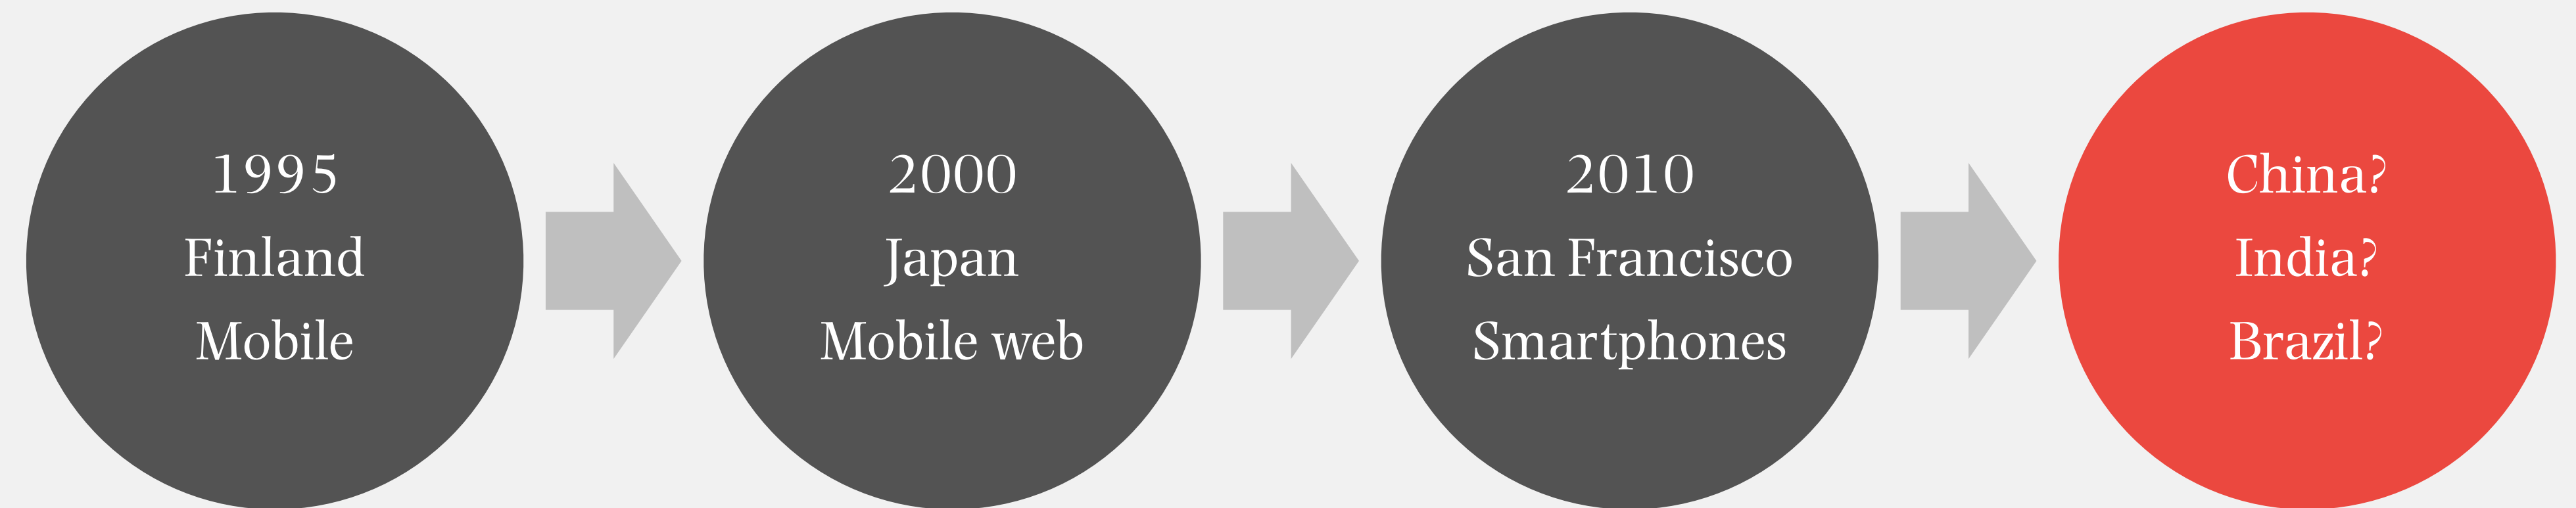 1995
Finland
Mobile
2000
Japan
Mobile web
2010
San Francisco
Smartphones
China?
India?
Brazil?